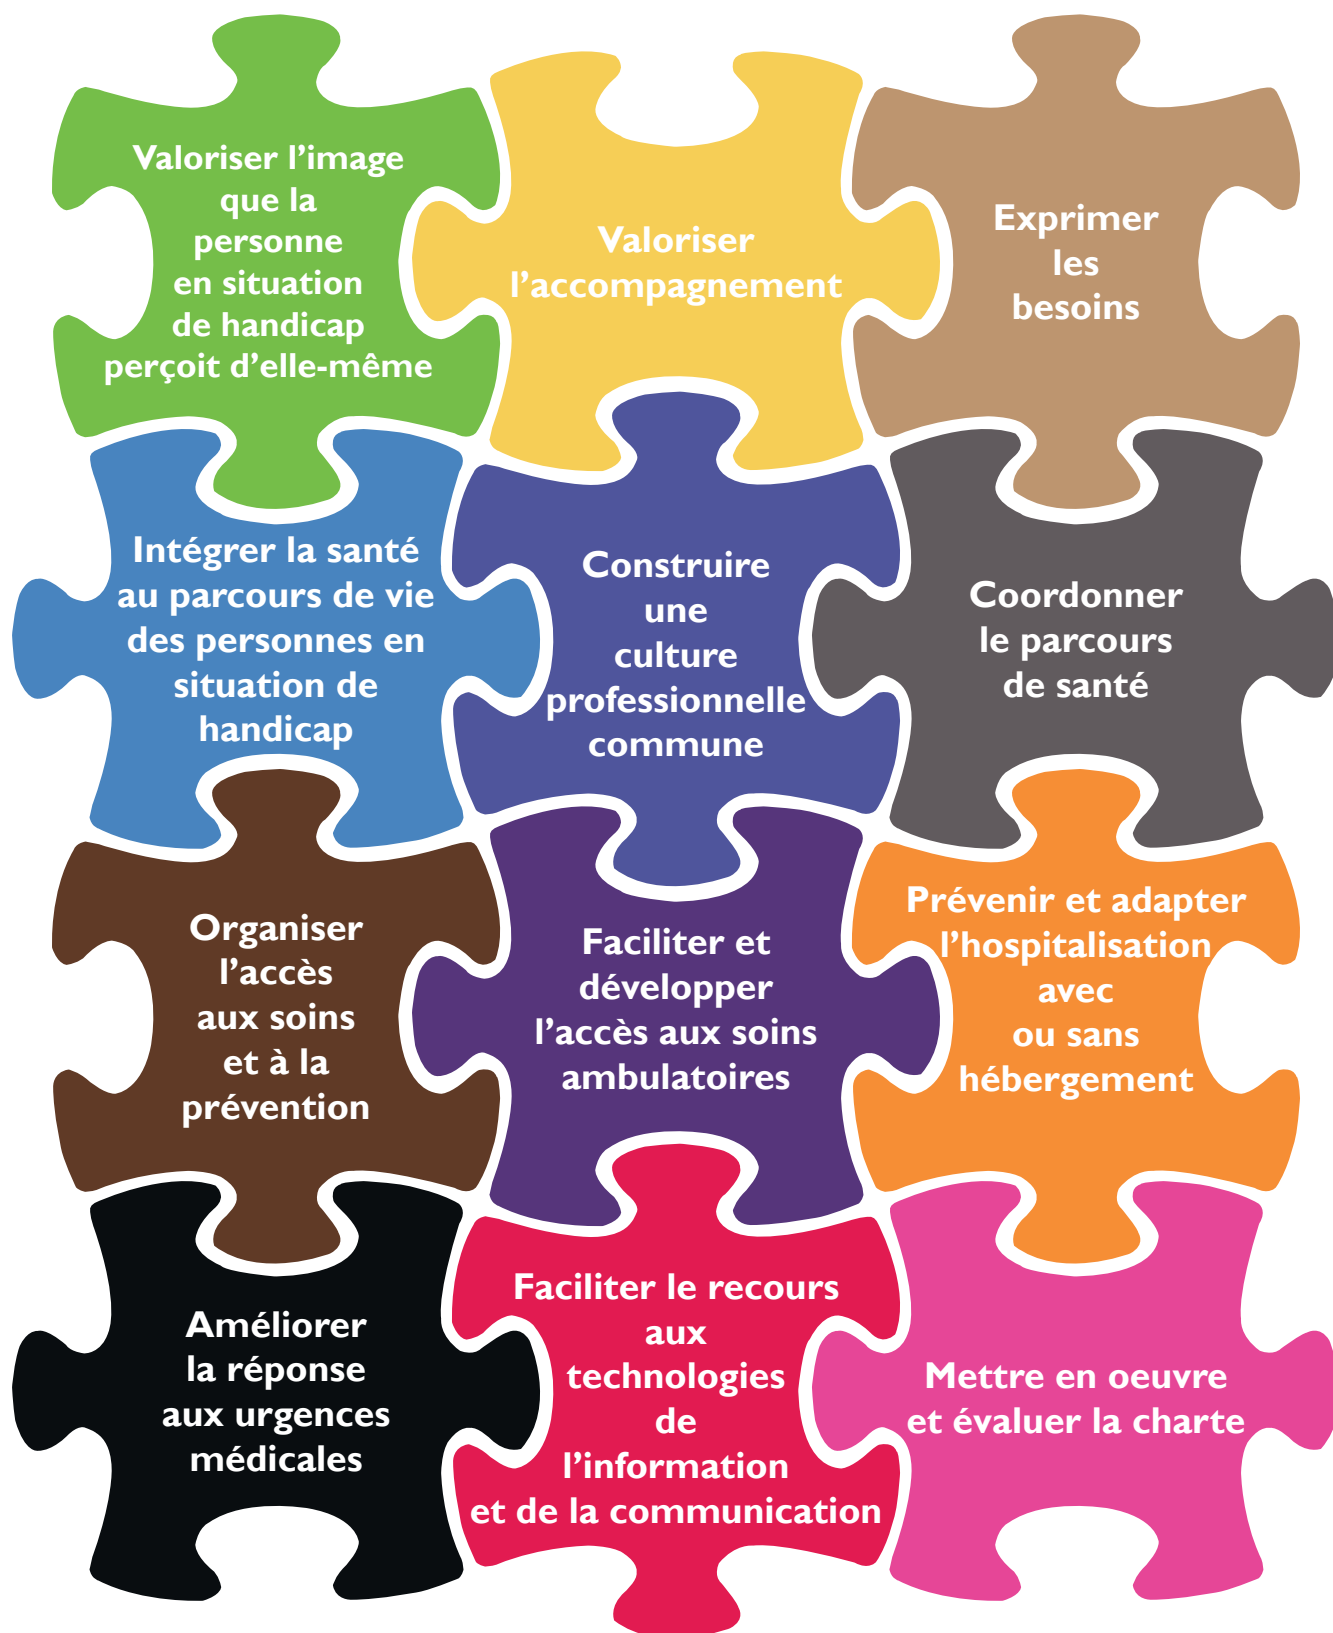 Valoriser l’image
que la
personne
en situation
de handicap
perçoit d’elle-même
Valoriser
l’accompagnement
Exprimer
les
besoins
Intégrer la santé
au parcours de vie
des personnes en
situation de
handicap
Construire
une
culture
professionnelle
commune
Coordonner
le parcours
de santé
Organiser
l’accès
aux soins
et à la
prévention
Faciliter et
développer
l’accès aux soins
ambulatoires
Prévenir et adapter
l’hospitalisation
avec
ou sans
hébergement
Améliorer
la réponse
aux urgences
médicales
Faciliter le recours
aux
technologies
de
l’information
et de la communication
Mettre en oeuvre
et évaluer la charte